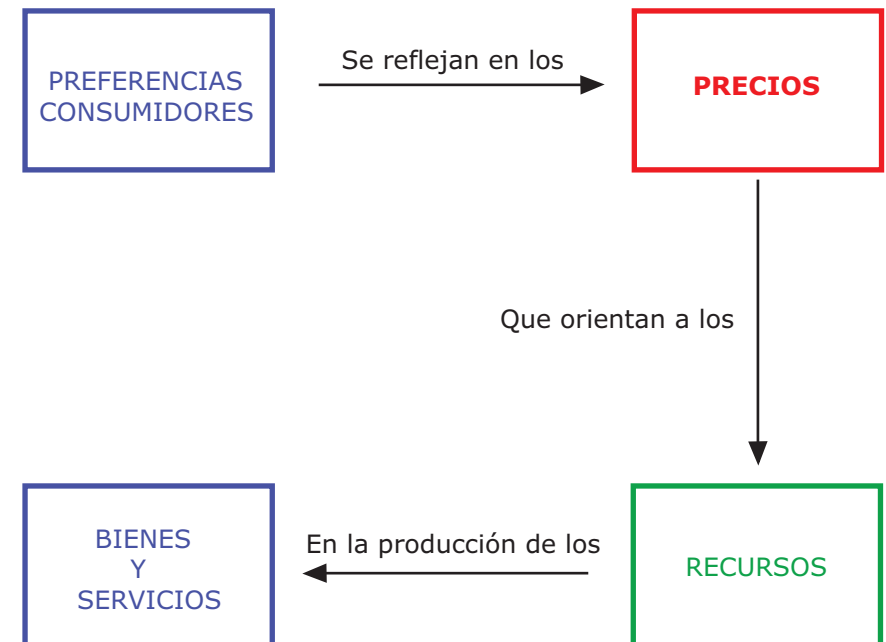 PREFERENCIAS
CONSUMIDORES
Se reflejan en los
PRECIOS
Que orientan a los
RECURSOS
En la producción de los
BIENES
Y
SERVICIOS